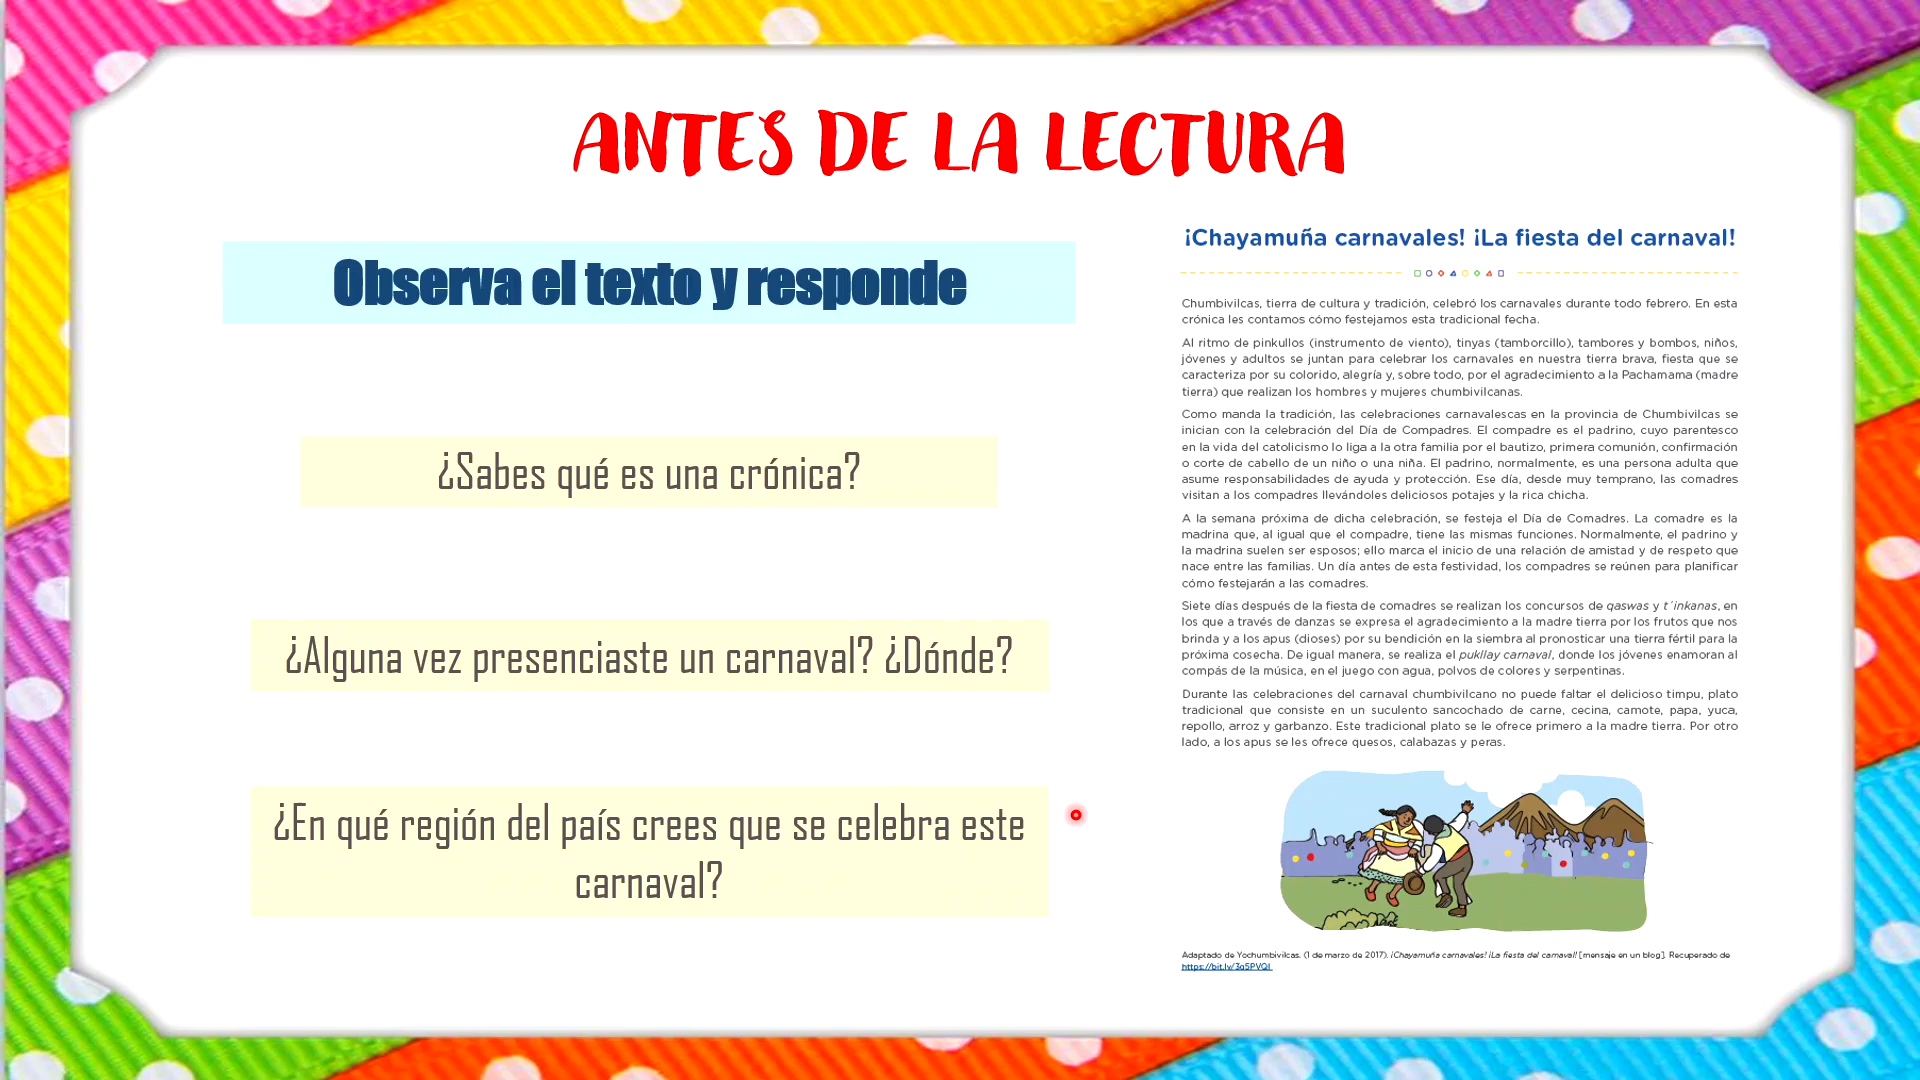 ANTES DE LA LECTURA
Observa el texto y responde
¿Sabes qué es una crónica?
¿Alguna vez presenciaste un carnaval? ¿Dónde?
¿En qué región del país crees que se celebra este
carnaval?
¡Chayamuña carnavales! ¡La fiesta del carnaval!
Chumbivilcas, tierra de cultura y tradición, celebró los carnavales durante todo febrero. En esta
crónica les contamos cómo festejamos esta tradicional fecha.
Al ritmo de pinkullos (instrumento de viento), tinyas (tamborcillo), tambores y bombos, niños,
jóvenes y adultos se juntan para celebrar los carnavales en nuestra tierra brava, fiesta que se
caracteriza por su colorido, alegría y, sobre todo, por el agradecimiento a la Pachamama (madre
tierra) que realizan los hombres y mujeres chumbivilcanas.
Como manda la tradición, las celebraciones carnavalescas en la provincia de Chumbivilcas se
inician con la celebración del Día de Compadres. El compadre es el padrino, cuyo parentesco
en la vida del catolicismo lo liga a la otra familia por el bautizo, primera comunión, confirmación
o corte de cabello de un niño o una niña. El padrino, normalmente, es una persona adulta que
asume responsabilidades de ayuda y protección. Ese día, desde muy temprano, las comadres
visitan a los compadres llevándoles deliciosos potajes y la rica chicha.
A la semana próxima de dicha celebración, se festeja el Día de Comadres. La comadre es la
madrina que, al igual que el compadre, tiene las mismas funciones. Normalmente, el padrino y
la madrina suelen ser esposos; ello marca el inicio de una relación de amistad y de respeto que
nace entre las familias. Un día antes de esta festividad, los compadres se reúnen para planificar
cómo festejarán a las comadres.
Siete días después de la fiesta de comadres se realizan los concursos de qaswas y t´inkanas, en
los que a través de danzas se expresa el agradecimiento a la madre tierra por los frutos que nos
brinda y a los apus (dioses) por su bendición en la siembra al pronosticar una tierra fértil para la
próxima cosecha. De igual manera, se realiza el pukllay carnaval, donde los jóvenes enamoran al
compás de la música, en el juego con agua, polvos de colores y serpentinas.
Durante las celebraciones del carnaval chumbivilcano no puede faltar el delicioso timpu, plato
tradicional que consiste en un suculento sancochado de carne, cecina, camote, papa, yuca,
repollo, arroz y garbanzo. Este tradicional plato se le ofrece primero a la madre tierra. Por otro
lado, a los apus se les ofrece quesos, calabazas y peras.
Adaptado de Yochumbivilcas. (1 de marzo de 2017). ¡Chayamuña carnavales! ¡La fiesta del carnaval! [mensaje en un blog]. Recuperado de
https://bit.ly/3q5PVQI